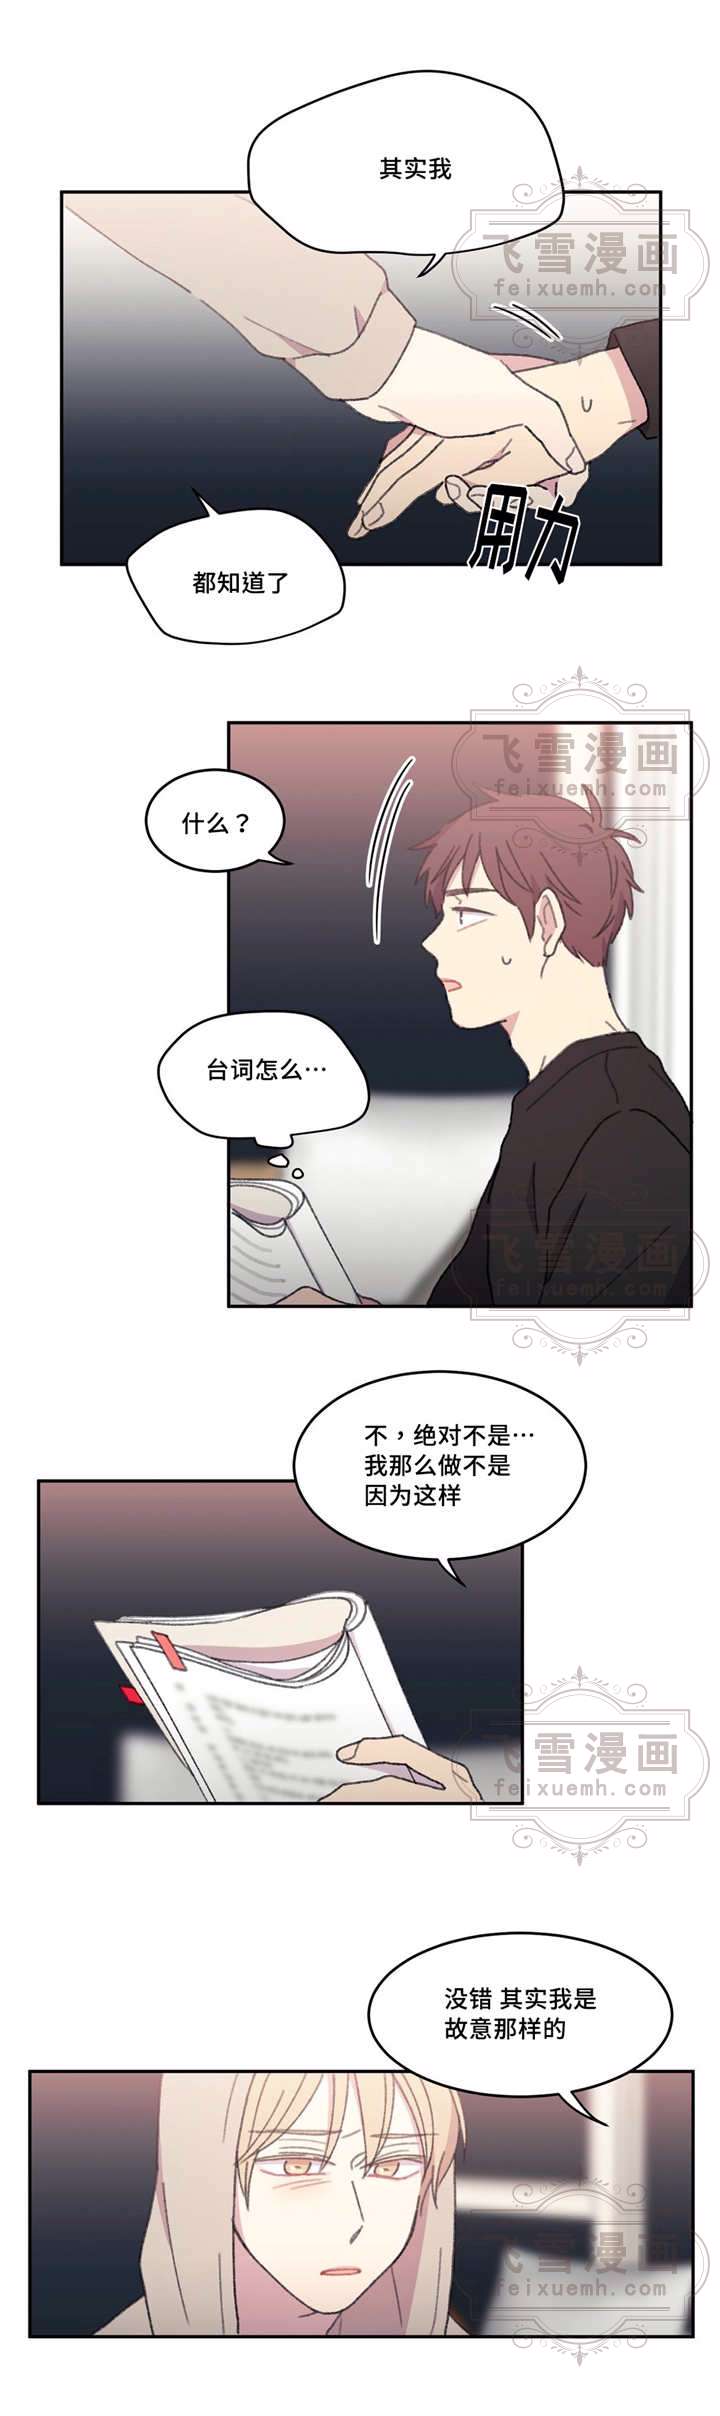 其实我
飞雪漫画
feixuemh.com
用力
都知道了
飞雪漫画
feixuemh.com
什么？
台词怎么…
飞雪漫画
feixuemh.com
不，绝对不是…
我那么做不是
因为这样
飞雪漫画
feixuemh.com
没错 其实我是
故意那样的
飞雪漫画
feixuemh.com